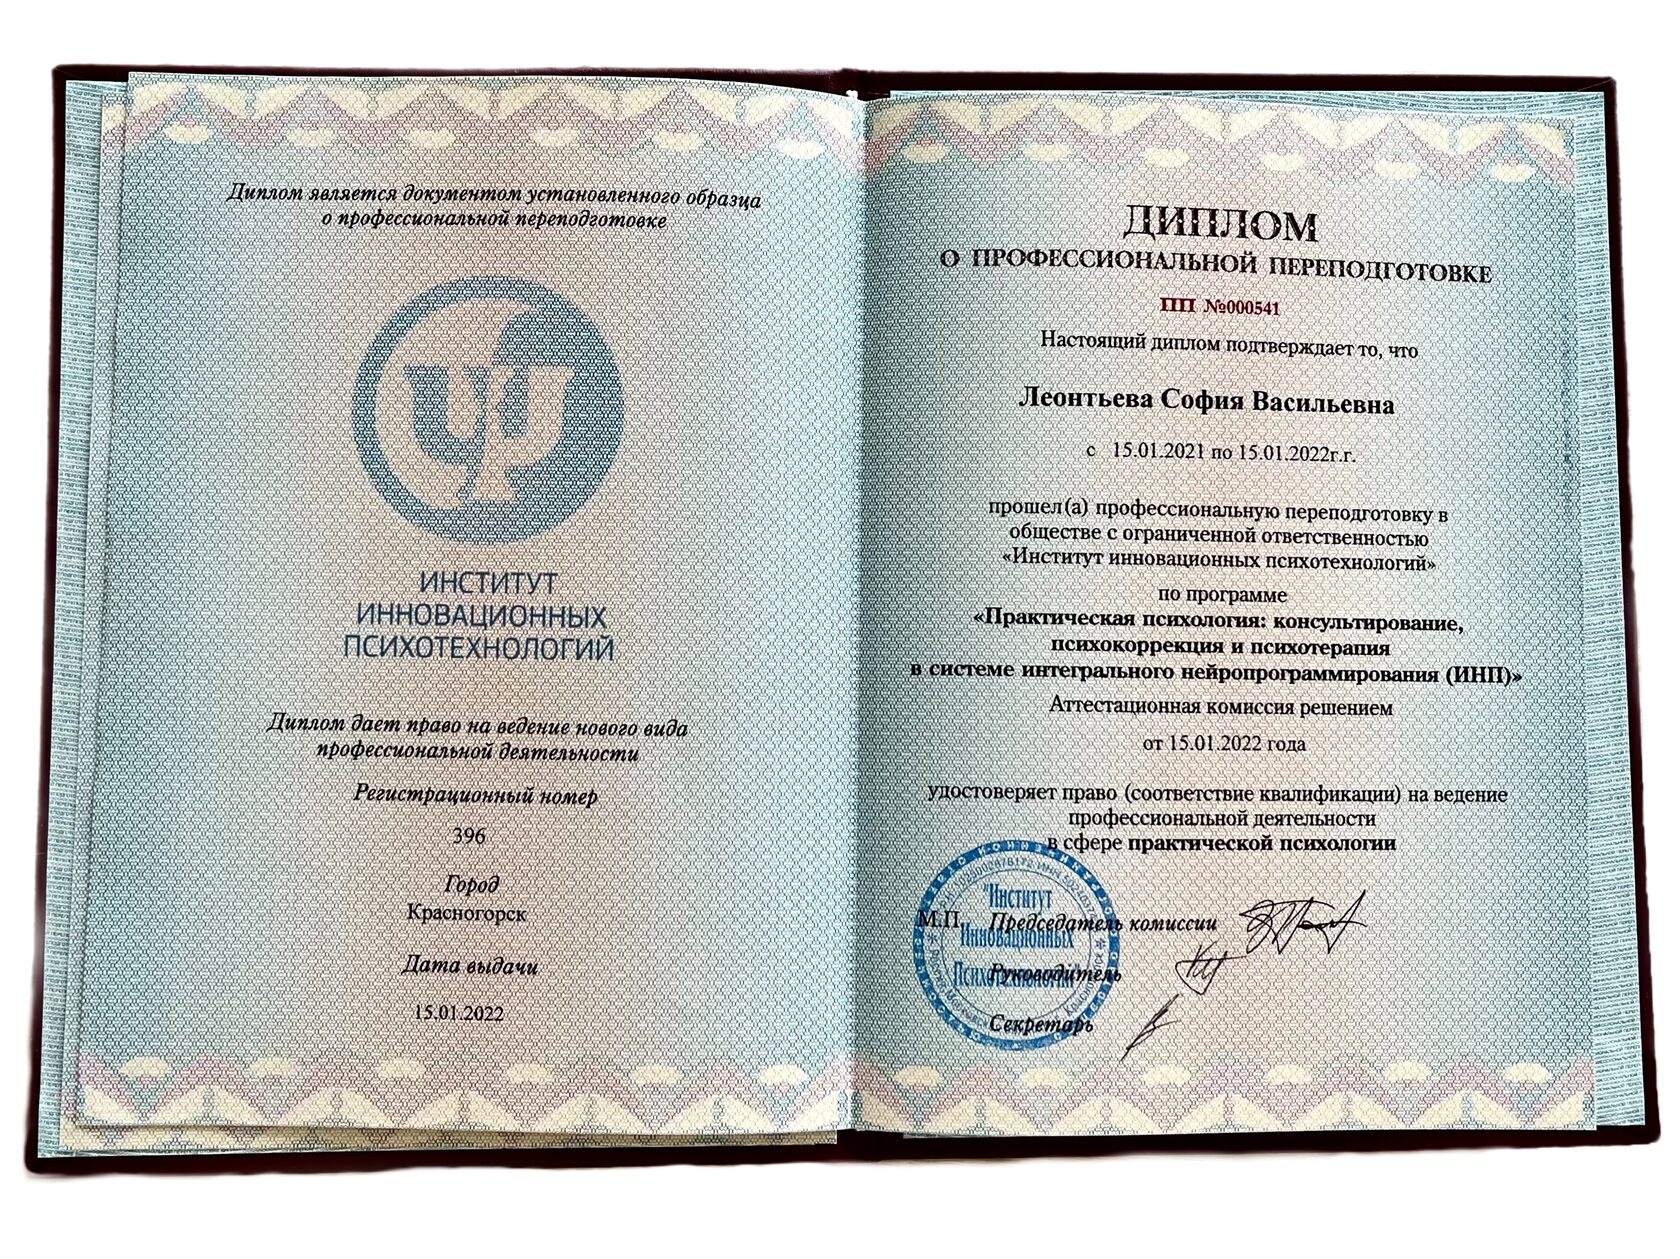 Диплом является документом установленного образца
о профессиональной переподготовке
ИНСТИТУТ
ИННОВАЦИОННЫХ
ПСИХОТЕХНОЛОГИЙ
Диплом дает право на ведение нового вида
профессиональной деятельности
Регистрационный номер
396
Город
Красногорск
Дата выдачи
15.01.2022
ДИПЛОМ
О ПРОФЕССИОНАЛЬНОЙ ПЕРЕПОДГОТОВКЕ
ПП №000541
Настоящий диплом подтверждает то, что
Леонтьева София Васильевна
с 15.01.2021 по 15.01.2022г.г.
прошел(а) профессиональную переподготовку в
обществе с ограниченной ответственностью
«Институт инновационных психотехнологий»
по программе
«Практическая психология: консультирование,
психокоррекция и психотерапия
в системе интегрального нейропрограммирования (ИНП)»
Аттестационная комиссия решением
от 15.01.2022 года
удостоверяет право (соответствие квалификации) на ведение
профессиональной деятельности
в сфере практической психологии
М.П. Председатель комиссии
Руководитель
Секретарь
"Институт
Инновационных
Психотехнологий"